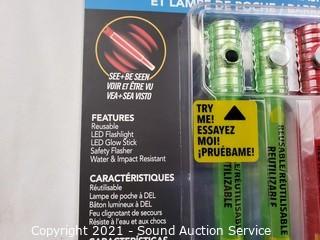 ET LAMPE DE POCHE
SEE + BE SEEN
VOIR ET ÊTRE VU
VEA + SEA VISTO
FEATURES
Reusable
LED Flashlight
LED Glow Stick
Safety Flasher
Water & Impact Resistant
CARACTÉRISTIQUES
Réutilisable
Lampe de poche à DEL
Bâton lumineux à DEL
Feu clignotant de secours
Résiste à l'eau et aux chocs
CARACTERÍSTICAS
TRY
ME!
ESSAYEZ
MOI!
¡PRUÉBAME!
REUSABLE/RÉUTILISABLE
REUTILIZABLE
Copyright 2021 - Sound Auction Service